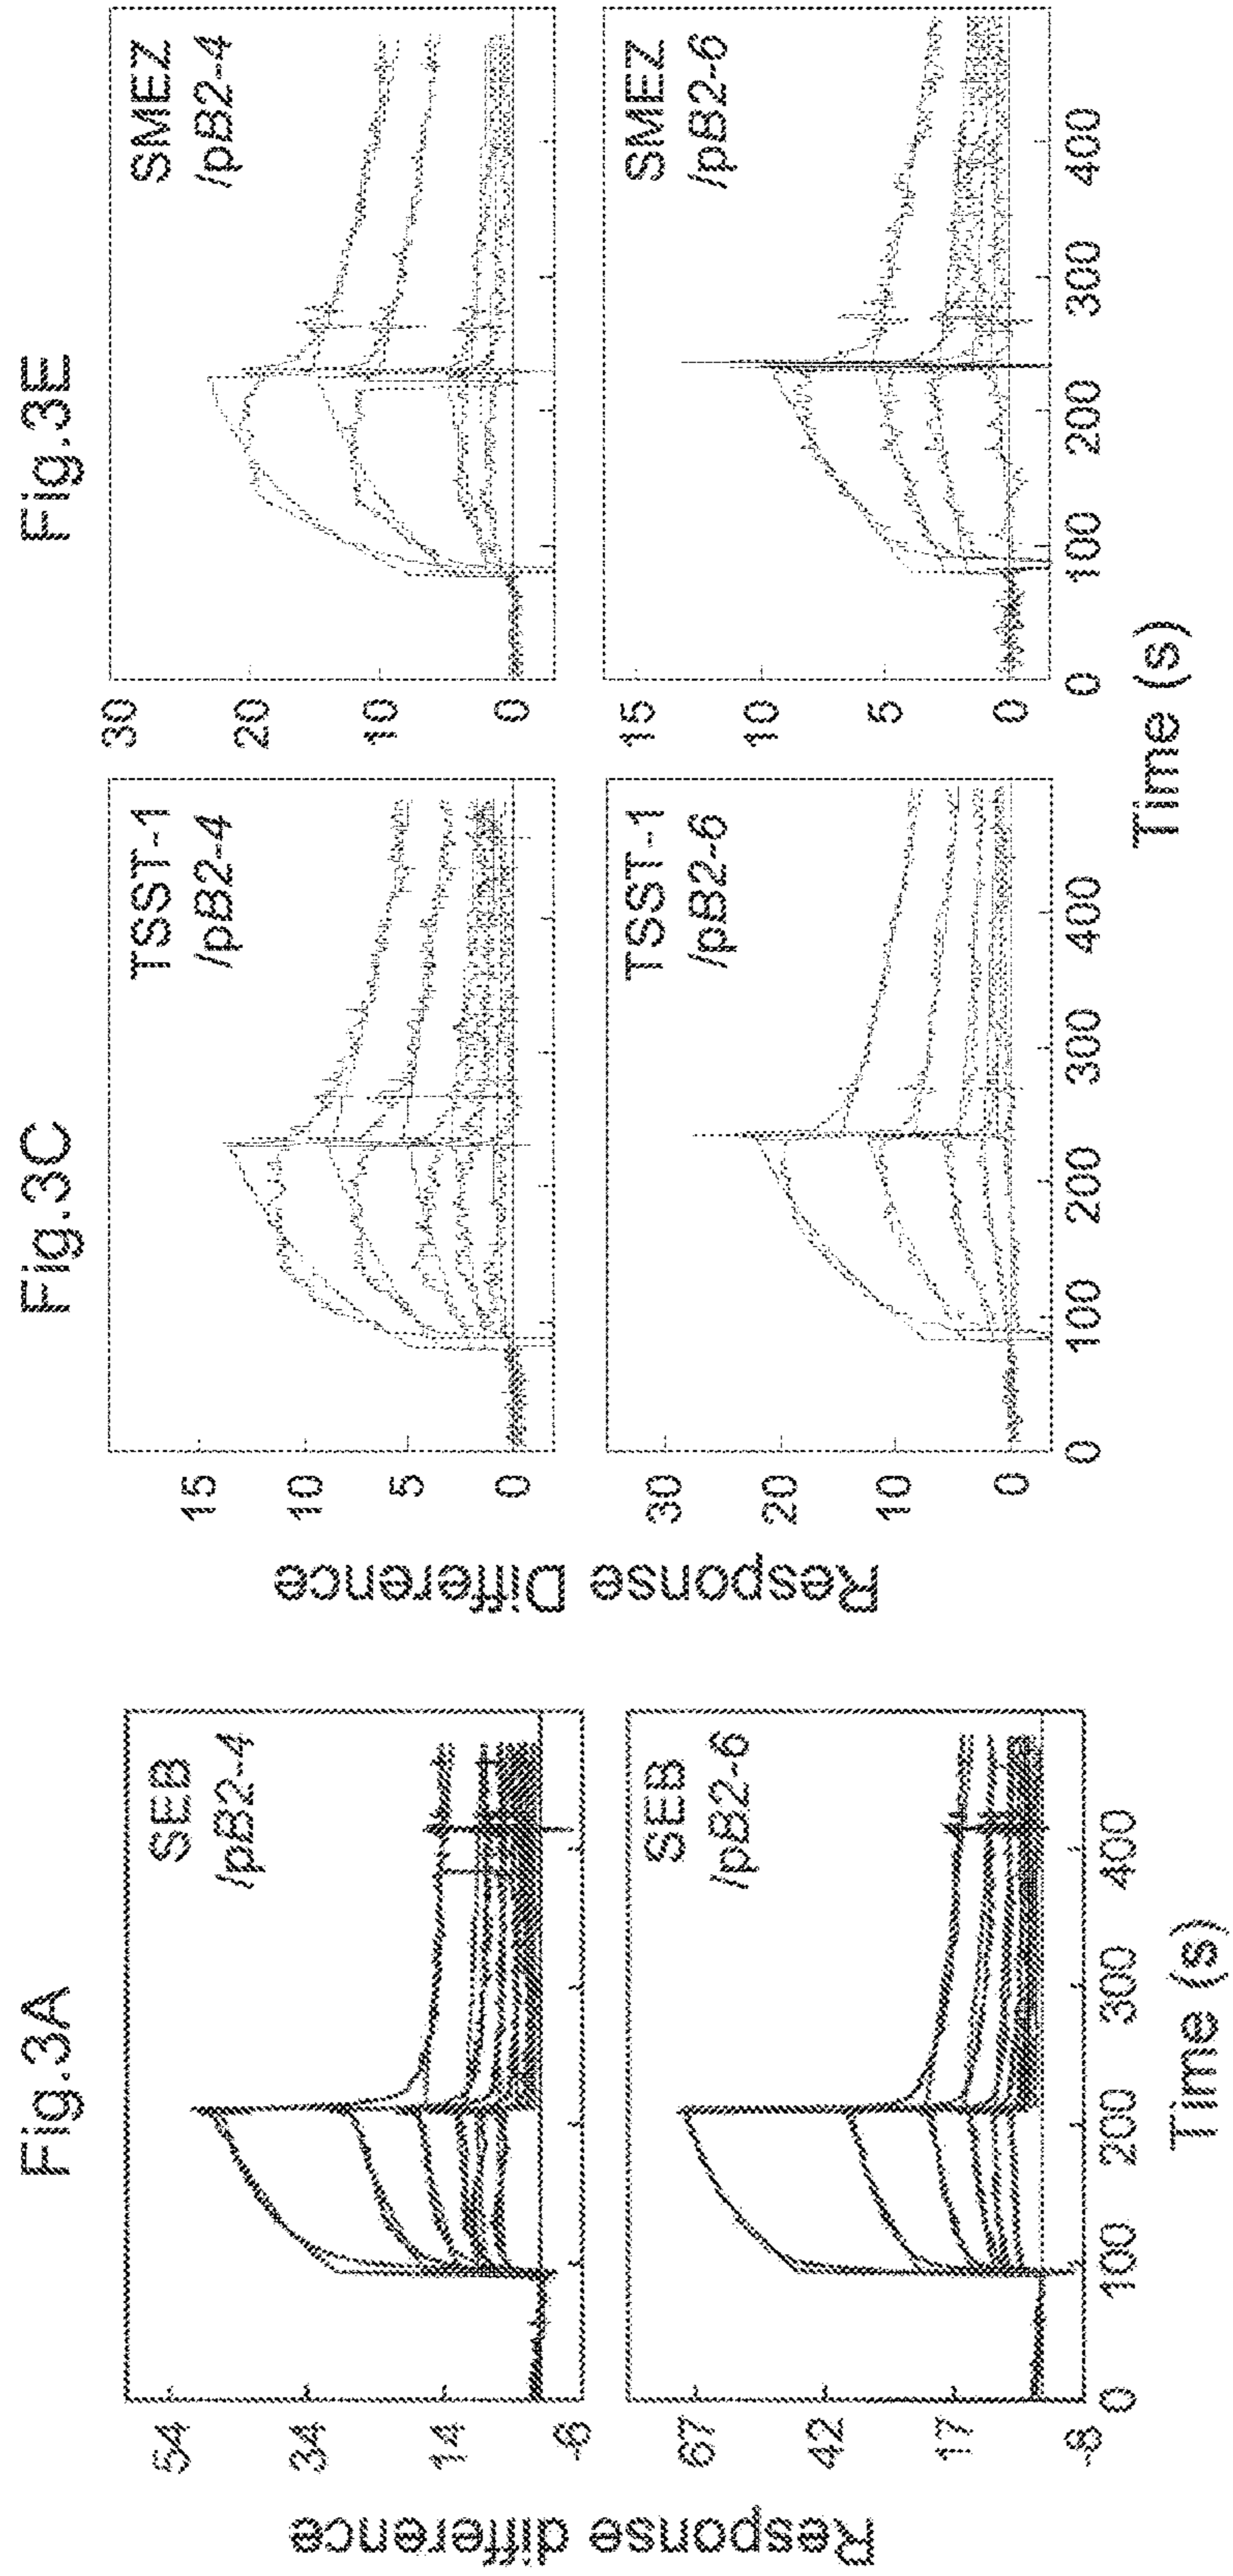 Fig.3A
Response difference
SEB
/pB2-4
54
34
14
-6
SEB
/pB2-6
67
42
17
-8
0
100
200
300
400
Time (s)
Fig.3C
Response Difference
TSST-1
/pB2-4
15
10
5
0
TSST-1
/pB2-6
30
20
10
0
0
100
200
300
400
Fig.3E
SMEZ
/pB2-4
30
20
10
0
SMEZ
/pB2-6
15
10
5
0
0
100
200
300
400
Time (s)